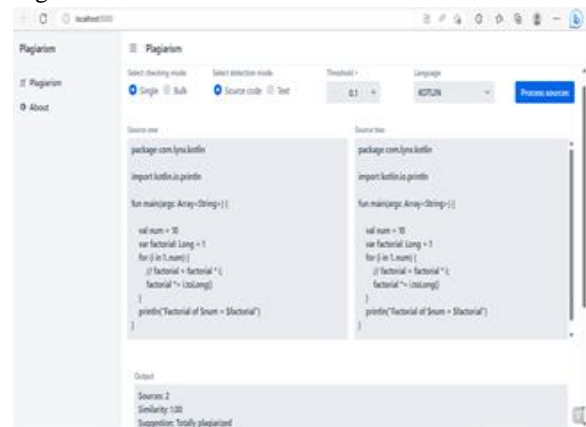 localhost
Plagiarism
Plagiarism
Plagiarism
About
Select checking mode
Single Bulk
Select detection mode
Source code Text
Threshold
0.1 +
Language
KOTLIN
Process sources
Source one
package com.lynx.kotlin
import kotlin.io.println
fun main(args: Array<String>) {
val num = 10
var factorial: Long = 1
for (i in 1..num) {
// factorial = factorial * i;
factorial *= i.toLong()
}
println("Factorial of $num = $factorial")
}
Source two
package com.lynx.kotlin
import kotlin.io.println
fun main(args: Array<String>) {
val num = 10
var factorial: Long = 1
for (i in 1..num) {
// factorial = factorial * i;
factorial *= i.toLong()
}
println("Factorial of $num = $factorial")
}
Output
Sources: 2
Similarity: 1.00
Suggestion: Totally plagiarized